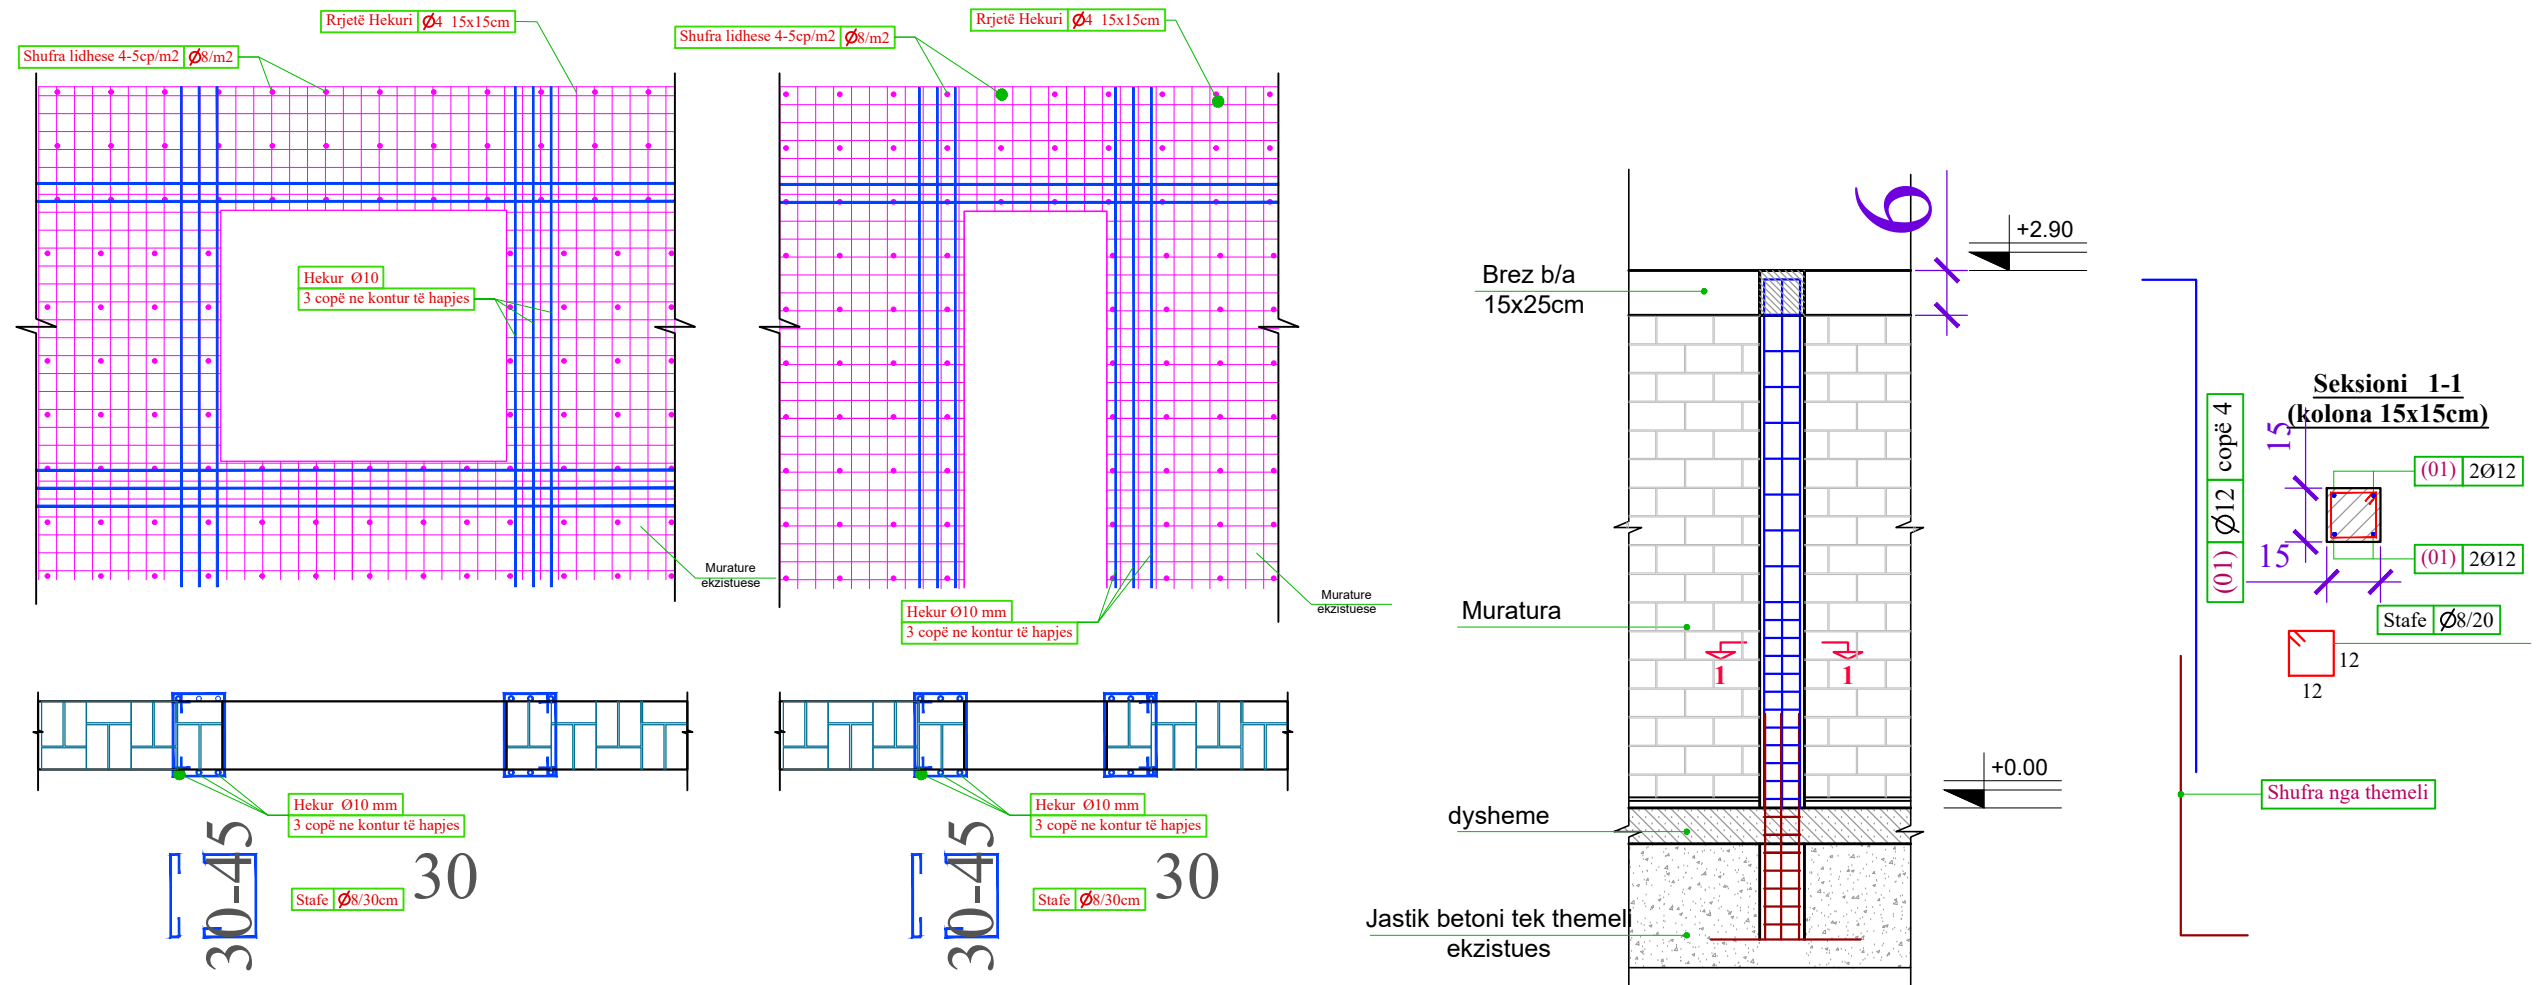 Rrjetë Hekuri Ø4 15x15cm
Shufra lidhese 4-5cp/m2 Ø8/m2
Hekur Ø10
3 copë ne kontur të hapjes
Murature
ekzistuese
Rrjetë Hekuri Ø4 15x15cm
Shufra lidhese 4-5cp/m2 Ø8/m2
Hekur Ø10 mm
3 copë ne kontur të hapjes
Murature
ekzistuese
Hekur Ø10 mm
3 copë ne kontur të hapjes
30-45
30
Stafe Ø8/30cm
Hekur Ø10 mm
3 copë ne kontur të hapjes
30-45
30
Stafe Ø8/30cm
6
+2.90
Brez b/a
15x25cm
Muratura
1 1
+0.00
dysheme
Jastik betoni tek themeli
ekzistues
(01) Ø12 copë 4
Seksioni 1-1
(kolona 15x15cm)
15
(01) 2Ø12
15
(01) 2Ø12
Stafe Ø8/20
12
12
Shufra nga themeli